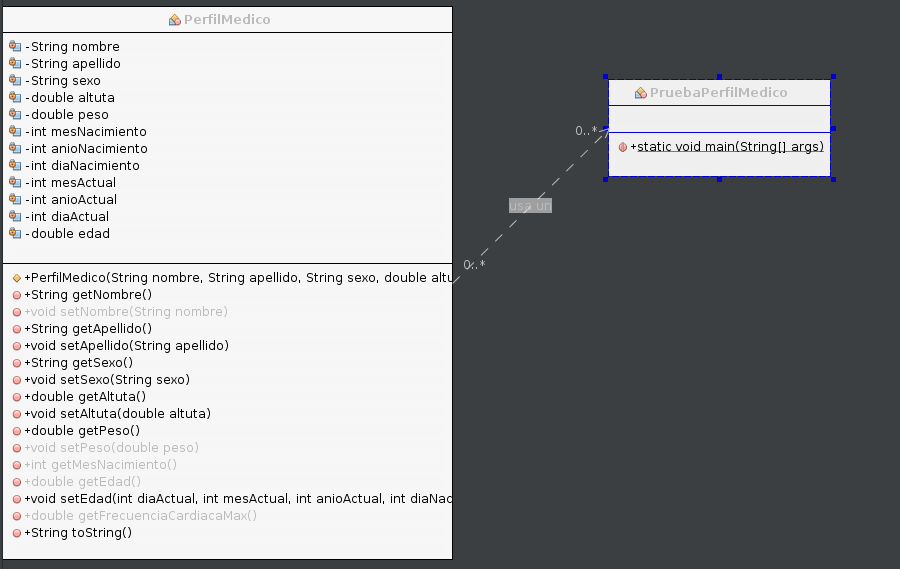 PerfilMedico
-String nombre
-String apellido
-String sexo
-double altuta
-double peso
-int mesNacimiento
-int anioNacimiento
-int diaNacimiento
-int mesActual
-int anioActual
-int diaActual
-double edad
+PerfilMedico(String nombre, String apellido, String sexo, double altu
+String getNombre()
+void setNombre(String nombre)
+String getApellido()
+void setApellido(String apellido)
+String getSexo()
+void setSexo(String sexo)
+double getAltuta()
+void setAltuta(double altuta)
+double getPeso()
+void setPeso(double peso)
+int getMesNacimiento()
+double getEdad()
+void setEdad(int diaActual, int mesActual, int anioActual, int diaNac
+double getFrecuenciaCardiacaMax()
+String toString()
0..*
usa un
0..*
PruebaPerfilMedico
+static void main(String[] args)